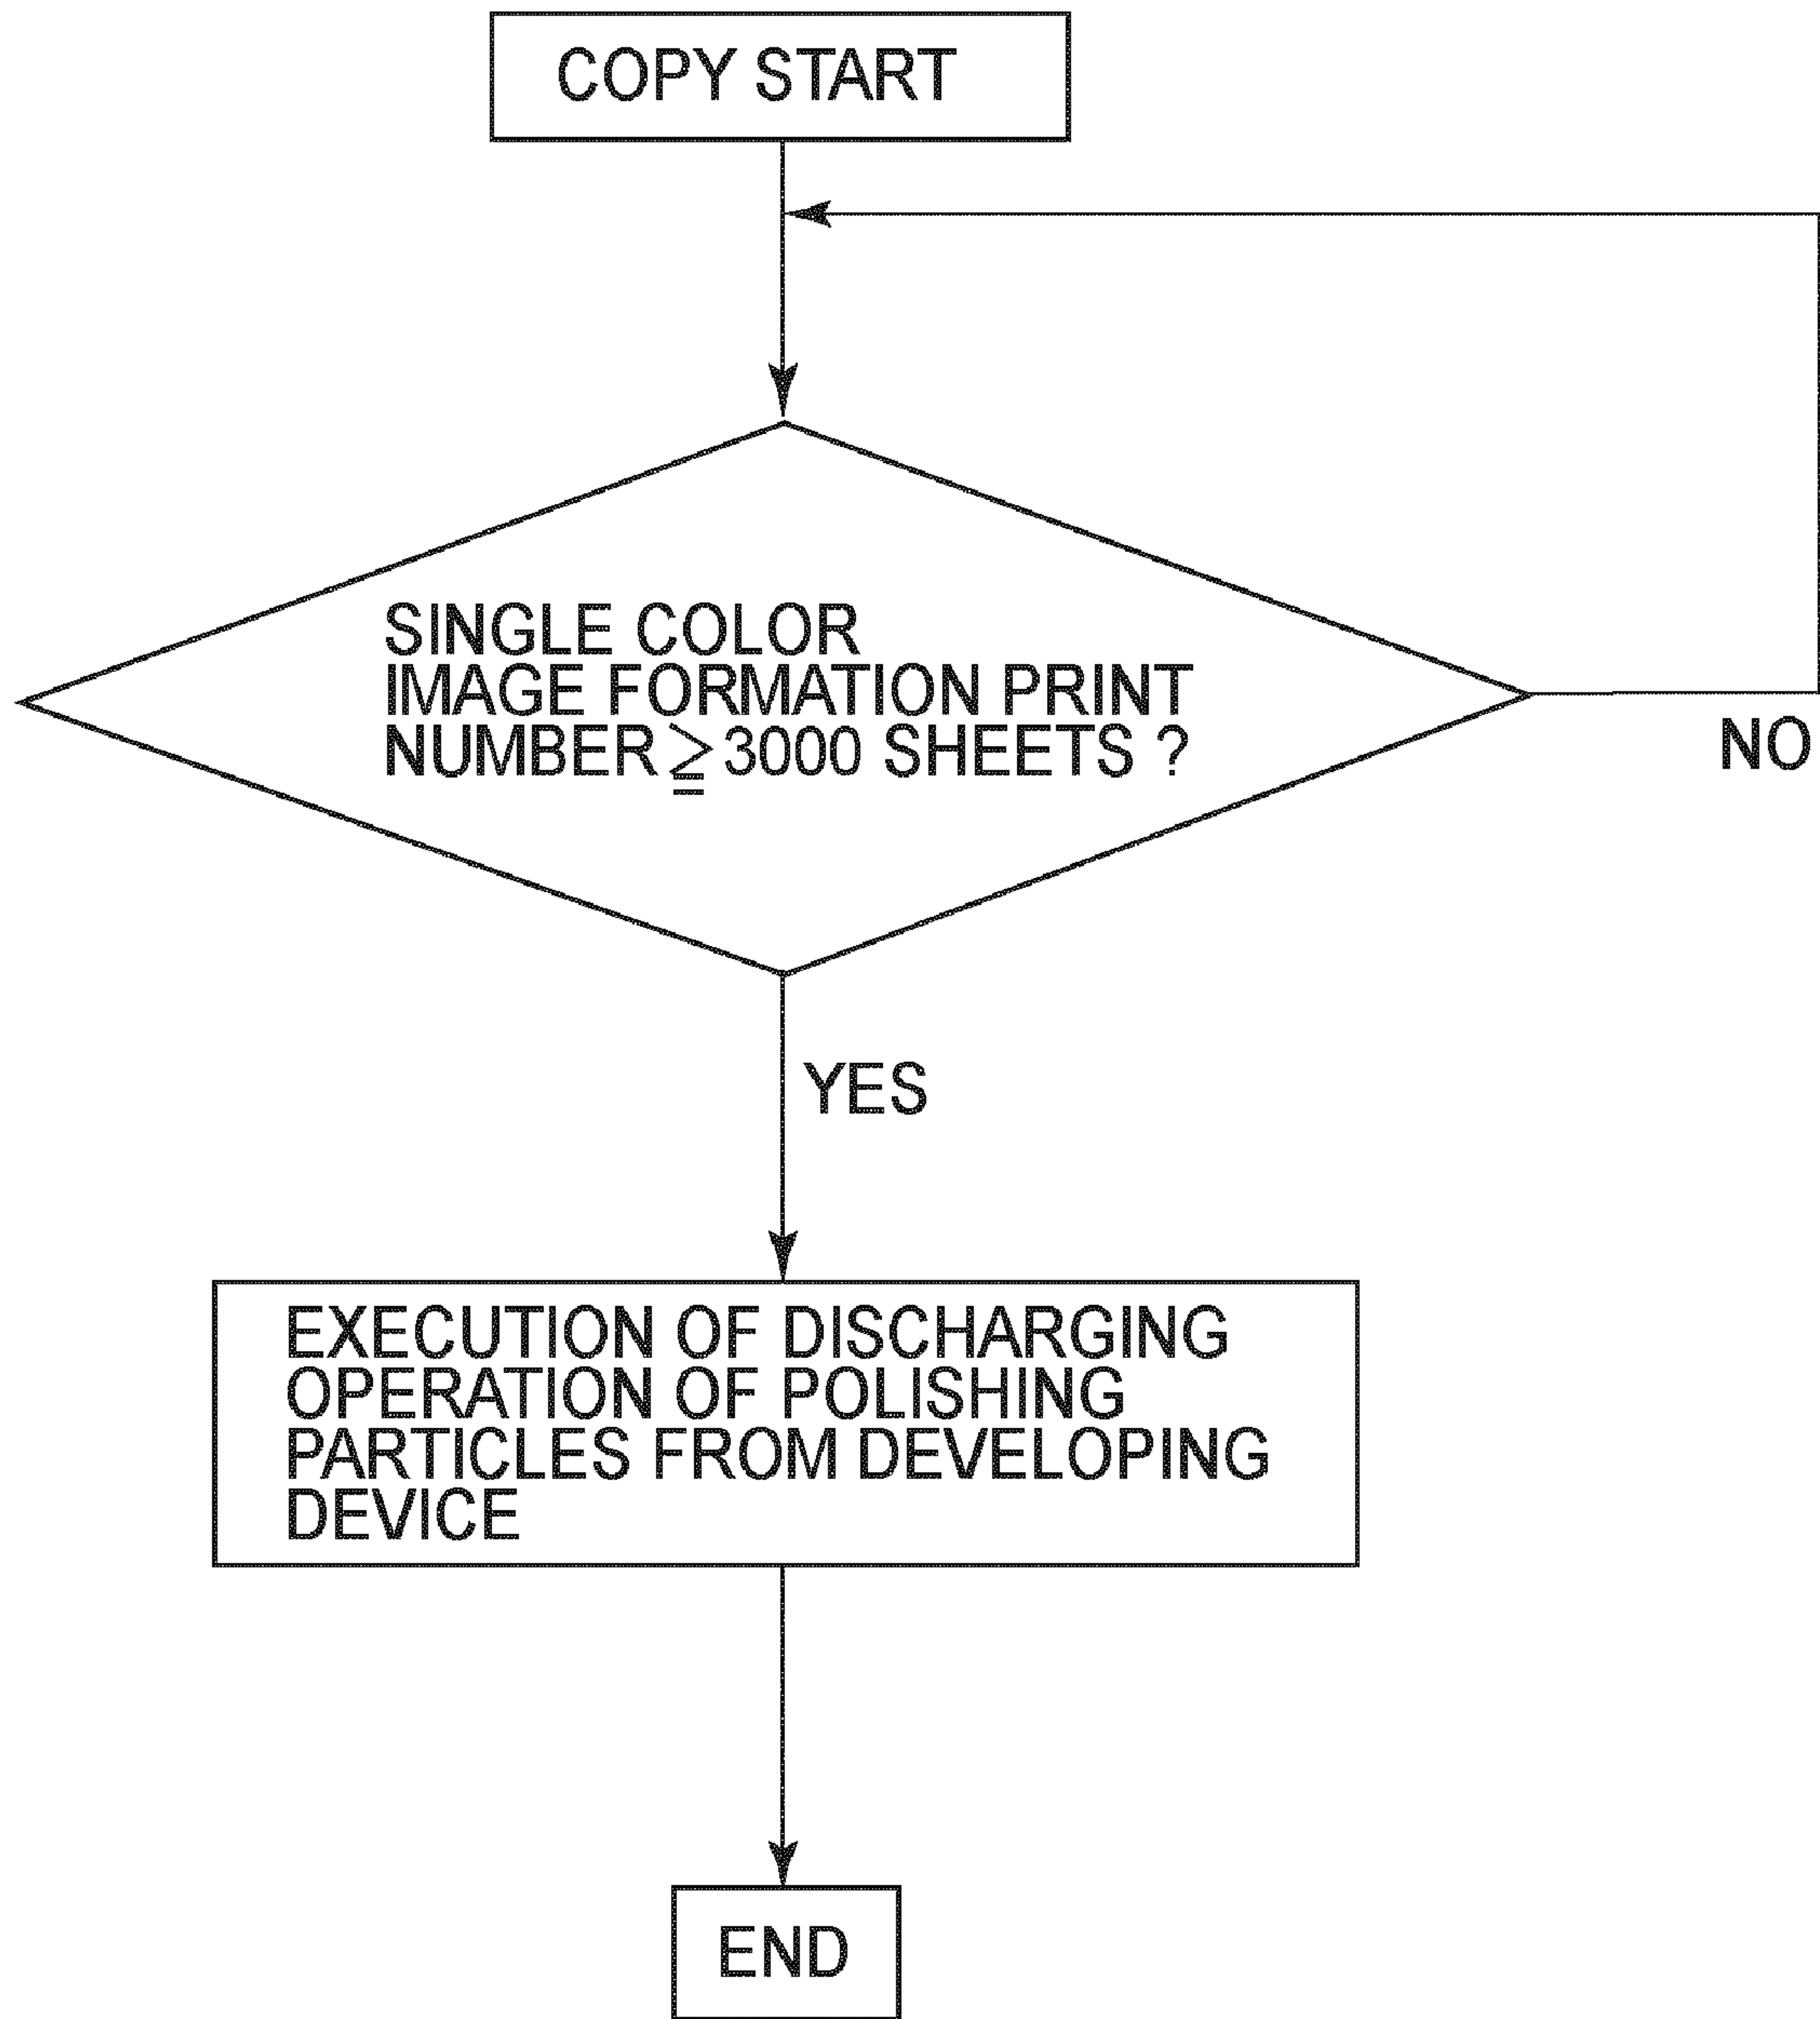 COPY START
SINGLE COLOR
IMAGE FORMATION PRINT
NUMBER ≧ 3000 SHEETS ?
NO
YES
EXECUTION OF DISCHARGING
OPERATION OF POLISHING
PARTICLES FROM DEVELOPING
DEVICE
END